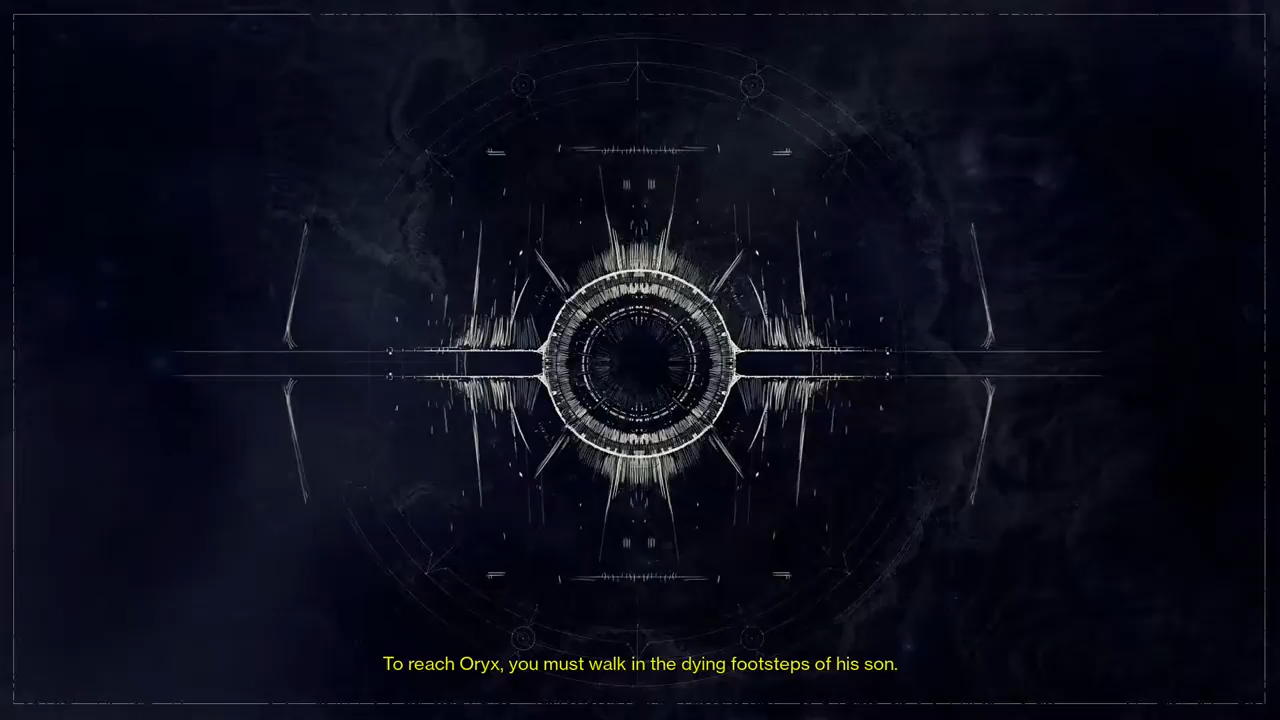 To reach Oryx, you must walk in the dying footsteps of his son.